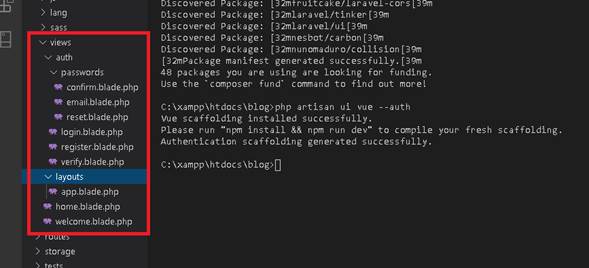 js
lang
sass
views
auth
passwords
confirm.blade.php
email.blade.php
reset.blade.php
login.blade.php
register.blade.php
verify.blade.php
layouts
app.blade.php
home.blade.php
welcome.blade.php
routes
storage
tests
Discovered Package: [32mfruitcake/laravel-cors[39m
Discovered Package: [32mlaravel/tinker[39m
Discovered Package: [32mlaravel/ui[39m
Discovered Package: [32mnesbot/carbon[39m
Discovered Package: [32mnunomaduro/collision[39m
[32mPackage manifest generated successfully.[39m
48 packages you are using are looking for funding.
Use the `composer fund` command to find out more!
C:\xampp\htdocs\blog>php artisan ui vue --auth
Vue scaffolding installed successfully.
Please run "npm install && npm run dev" to compile your fresh scaffolding.
Authentication scaffolding generated successfully.
C:\xampp\htdocs\blog>